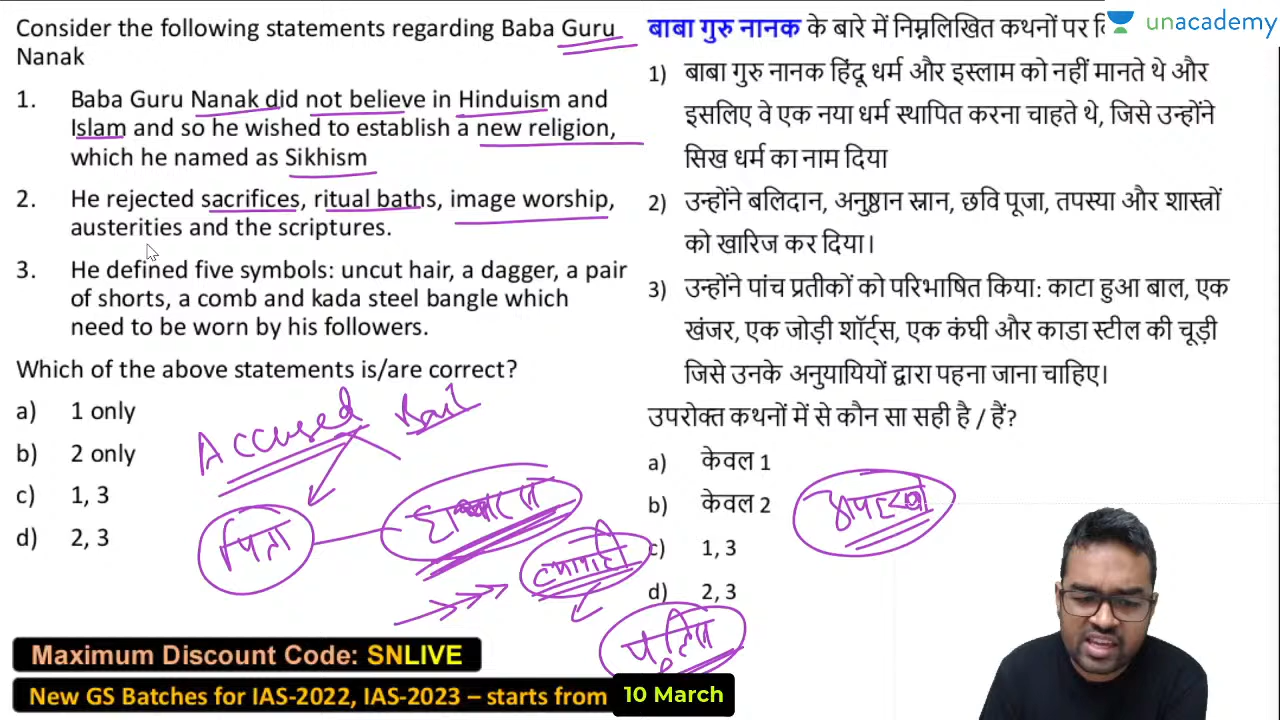 Consider the following statements regarding Baba Guru
Nanak
1. Baba Guru Nanak did not believe in Hinduism and
Islam and so he wished to establish a new religion,
which he named as Sikhism
2. He rejected sacrifices, ritual baths, image worship,
austerities and the scriptures.
3. He defined five symbols: uncut hair, a dagger, a pair
of shorts, a comb and kada steel bangle which
need to be worn by his followers.
Which of the above statements is/are correct?
a) 1 only
b) 2 only
c) 1, 3
d) 2, 3
Accused Bail
बाबा गुरु नानक के बारे में निम्नलिखित कथनों पर
unacademy
1) बाबा गुरु नानक हिंदू धर्म और इस्लाम को नहीं मानते थे और
इसलिए वे एक नया धर्म स्थापित करना चाहते थे, जिसे उन्होंने
सिख धर्म का नाम दिया
2) उन्होंने बलिदान, अनुष्ठान स्नान, छवि पूजा, तपस्या और शास्त्रों
को खारिज कर दिया।
3) उन्होंने पांच प्रतीकों को परिभाषित किया: काटा हुआ बाल, एक
खंजर, एक जोड़ी शॉर्ट्स, एक कंघी और काडा स्टील की चूड़ी
जिसे उनके अनुयायियों द्वारा पहना जाना चाहिए।
उपरोक्त कथनों में से कौन सा सही है / हैं?
a) केवल 1
b) केवल 2
c) 1, 3
d) 2, 3
Maximum Discount Code: SNLIVE
New GS Batches for IAS-2022, IAS-2023 – starts from 10 March